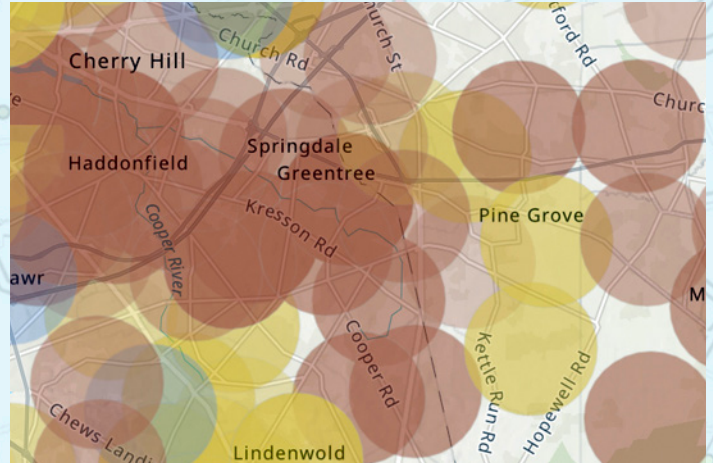 Church St
cford Rd
Church Rd
Cherry Hill
Churc
Springdale
Haddonfield
Greentree
Kresson Rd
Pine Grove
Cooper River
awr
M
Cooper Rd
Kettle Run Rd
Hopewell Rd
Chews Landi
Lindenwold